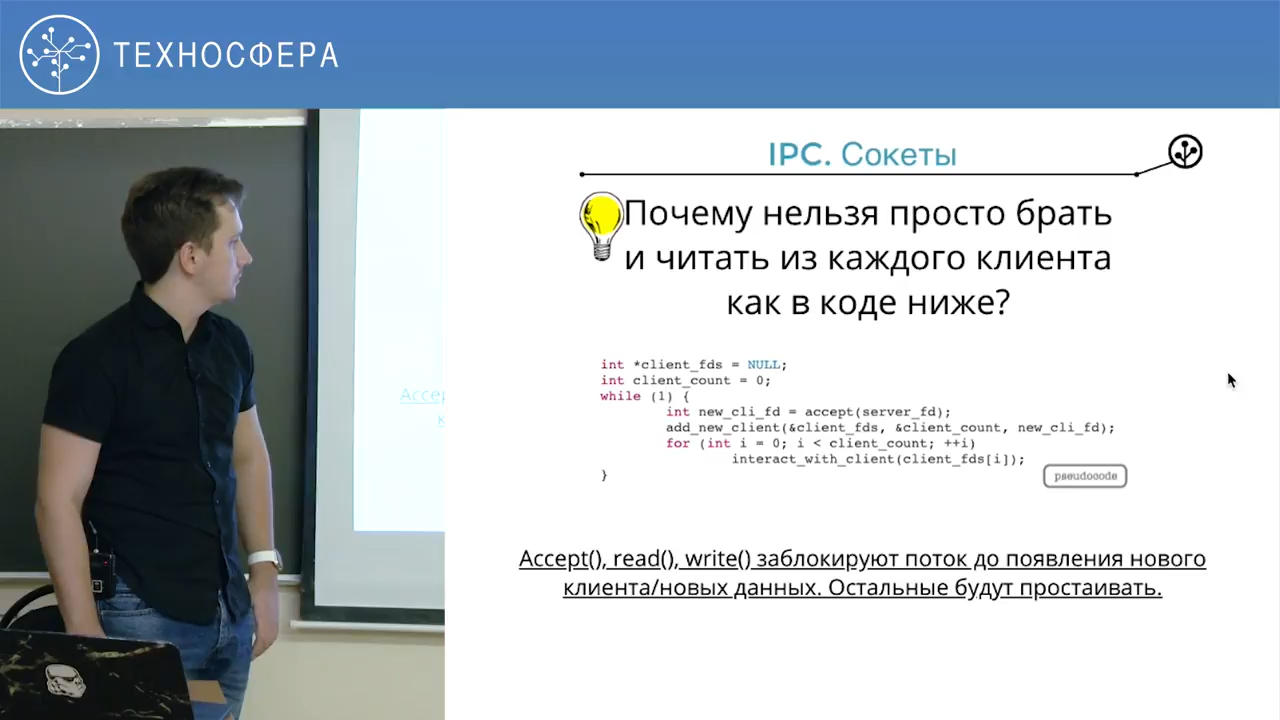 ТЕХНОСФЕРА
IPC. Сокеты
Почему нельзя просто брать
и читать из каждого клиента
как в коде ниже?
int *client_fds = NULL;
int client_count = 0;
while (1) {
int new_cli_fd = accept(server_fd);
add_new_client(&client_fds, &client_count, new_cli_fd);
for (int i = 0; i < client_count; ++i)
interact_with_client(client_fds[i]);
}
pseudocode
Accept(), read(), write() заблокируют поток до появления нового
клиента/новых данных. Остальные будут простаивать.